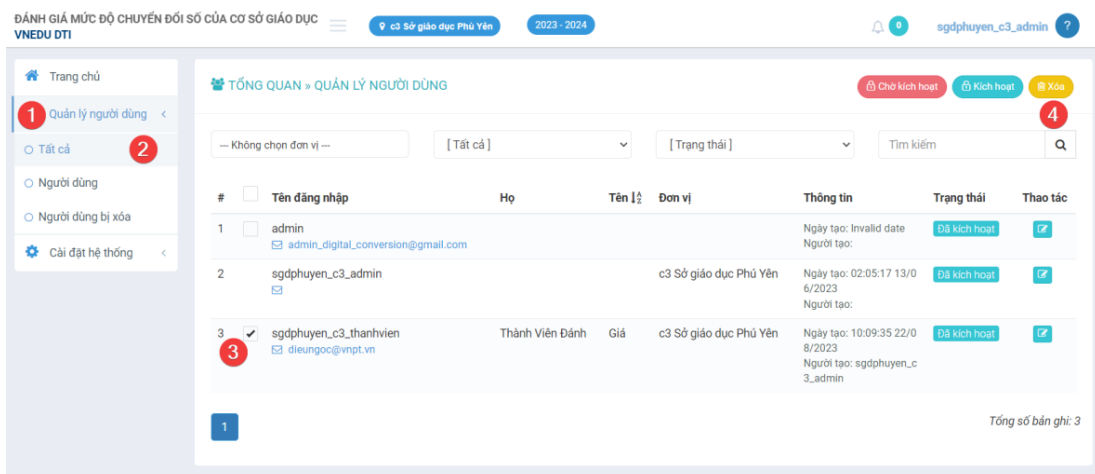 ĐÁNH GIÁ MỨC ĐỘ CHUYỂN ĐỔI SỐ CỦA CƠ SỞ GIÁO DỤC
VNEDU DTI
c3 Sở giáo dục Phú Yên
2023 - 2024
0
sgdphuyen_c3_admin
?
Trang chủ
1 Quản lý người dùng <
Tất cả 2
Người dùng
Người dùng bị xóa
Cài đặt hệ thống <
TỔNG QUAN » QUẢN LÝ NGƯỜI DÙNG
Chờ kích hoạt
Kích hoạt
Xóa
4
--- Không chọn đơn vị ---
[ Tất cả ]
[ Trạng thái ]
Tìm kiếm
# Tên đăng nhập Họ Tên Đơn vị Thông tin Trạng thái Thao tác
1 admin Ngày tạo: Invalid date Đã kích hoạt
admin_digital_conversion@gmail.com Người tạo:
2 sgdphuyen_c3_admin c3 Sở giáo dục Phú Yên Ngày tạo: 02:05:17 13/0 Đã kích hoạt
6/2023
Người tạo:
3 sgdphuyen_c3_thanhvien Thành Viên Đánh Giá c3 Sở giáo dục Phú Yên Ngày tạo: 10:09:35 22/0 Đã kích hoạt
3 dieungoc@vnpt.vn 8/2023
Người tạo: sgdphuyen_c
3_admin
1
Tổng số bản ghi: 3